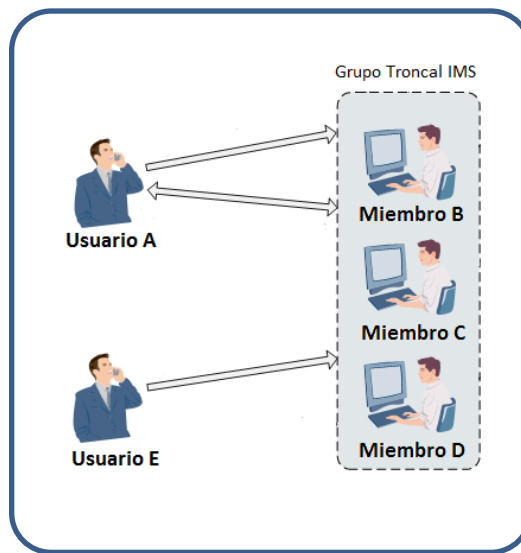 Grupo Troncal IMS
Miembro B
Usuario A
Miembro C
Miembro D
Usuario E